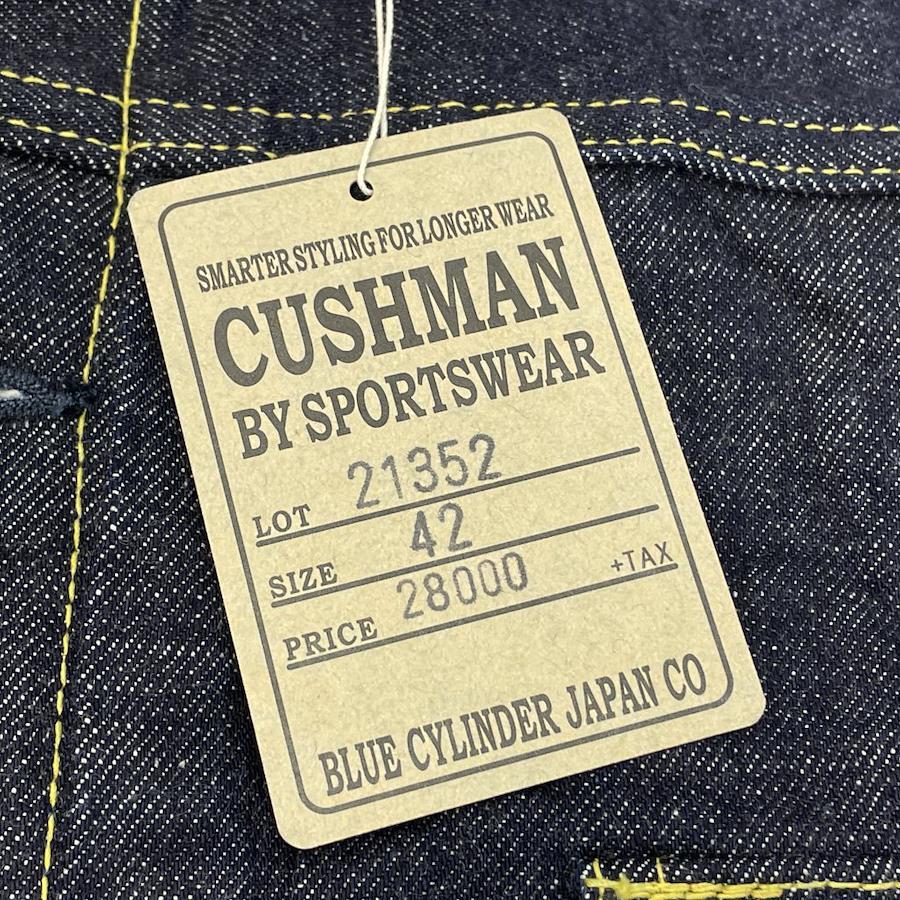 SMARTER STYLING FOR LONGER WEAR
CUSHMAN
BY SPORTSWEAR
LOT 21352
SIZE 42
PRICE 28000 +TAX
BLUE CYLINDER JAPAN CO